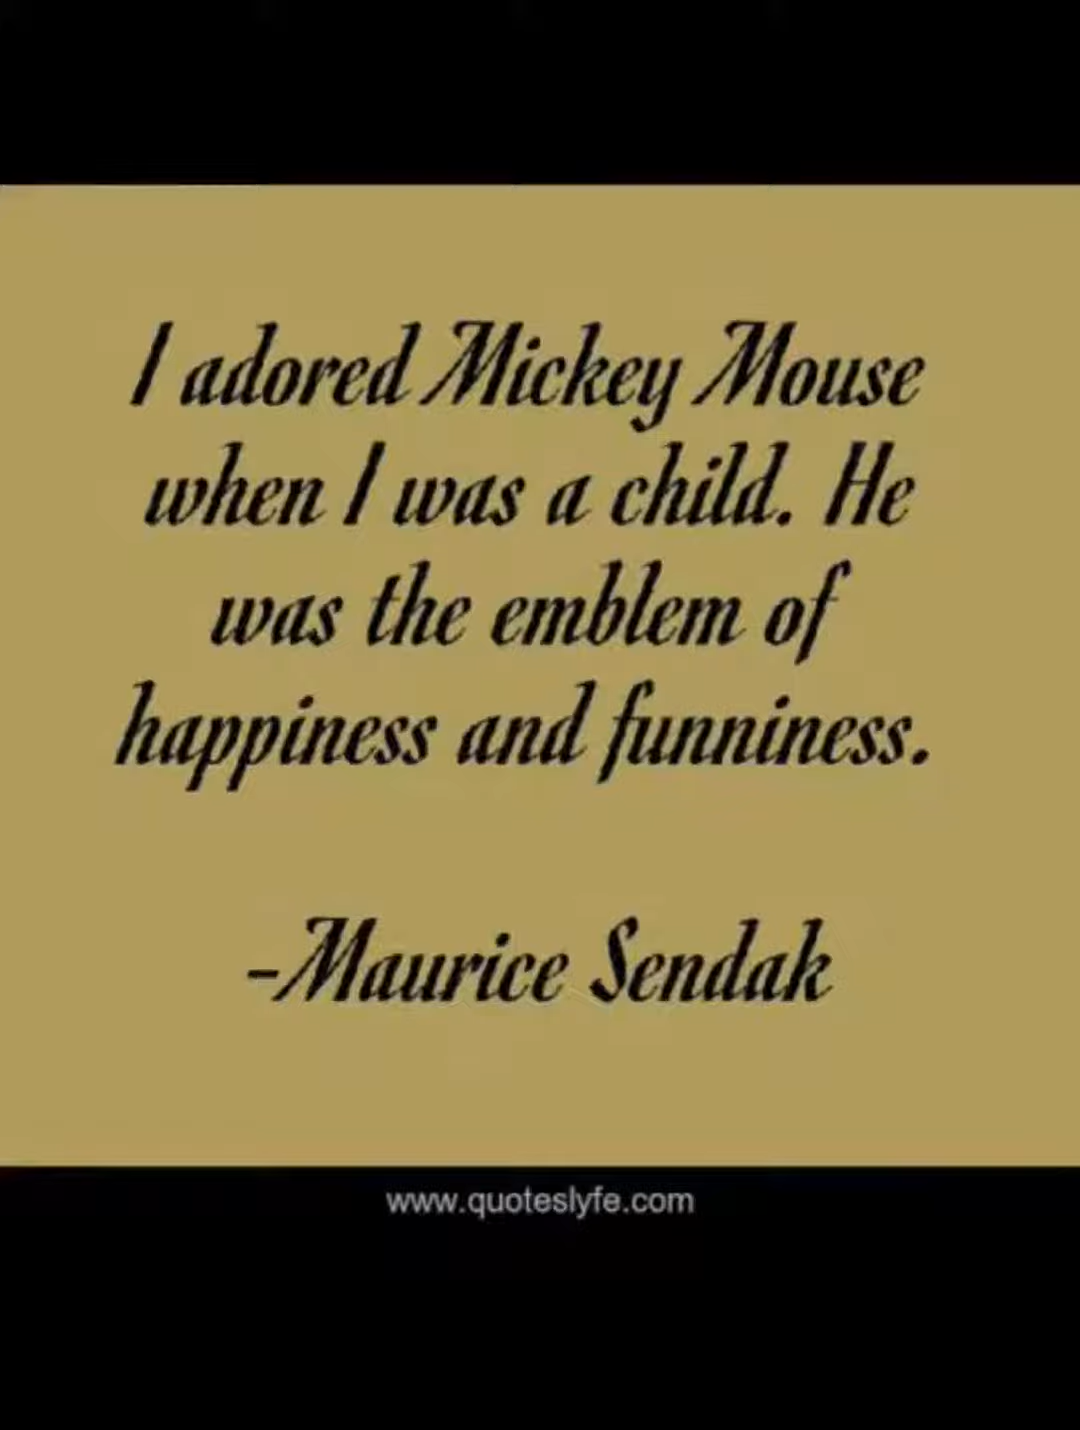 I adored Mickey Mouse
when I was a child. He
was the emblem of
happiness and funniness.
-Maurice Sendak
www.quoteslyfe.com